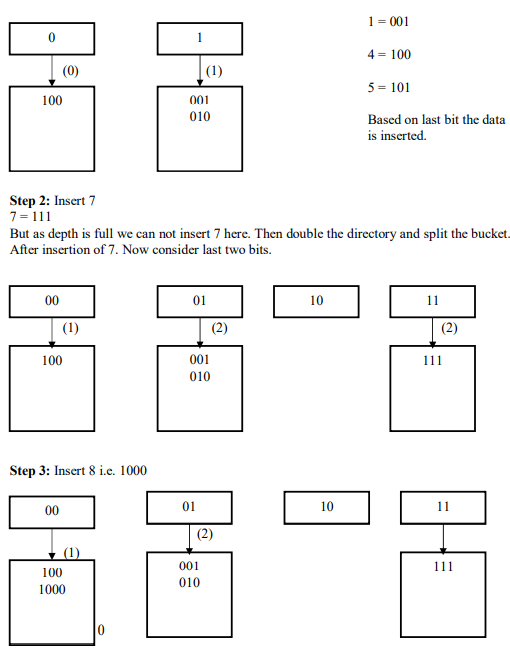 0 1 1 = 001
4 = 100
(0) (1)
5 = 101
100 001
010
Based on last bit the data
is inserted.
Step 2: Insert 7
7 = 111
But as depth is full we can not insert 7 here. Then double the directory and split the bucket.
After insertion of 7. Now consider last two bits.
00 01 10 11
(1) (2) (2)
100 001 111
010
Step 3: Insert 8 i.e. 1000
00 01 10 11
(2)
(1)
100 001 111
1000 010
0